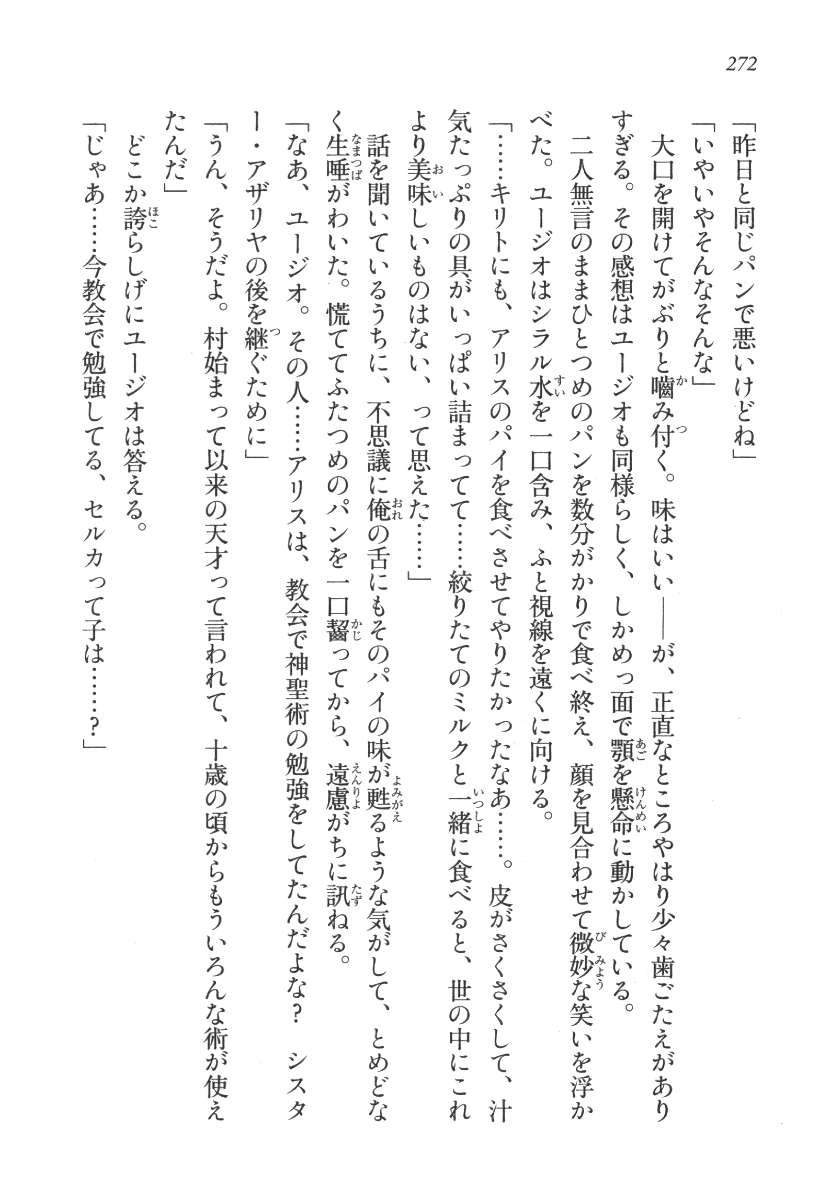 272
「昨日と同じパンで悪いけどね」
「いやいやそんなそんな」
　大口を開けてがぶりと嚙み付く。味はいい――が、正直なところやはり少々歯ごたえがあり
すぎる。その感想はユージオも同様らしく、しかめっ面で顎を懸命に動かしている。
　二人無言のままひとつめのパンを数分がかりで食べ終え、顔を見合わせて微妙な笑いを浮か
べた。ユージオはシラル水を一口含み、ふと視線を遠くに向ける。
「……キリトにも、アリスのパイを食べさせてやりたかったなあ……。皮がさくさくして、汁
気たっぷりの具がいっぱい詰まってて……絞りたてのミルクと一緒に食べると、世の中にこれ
より美味しいものはない、って思えた……」
　話を聞いているうちに、不思議に俺の舌にもそのパイの味が甦るような気がして、とめどな
く生唾がわいた。慌ててふたつめのパンを一口齧ってから、遠慮がちに訊ねる。
「なあ、ユージオ。その人……アリスは、教会で神聖術の勉強をしてたんだよな？　シスタ
ー・アザリヤの後を継ぐために」
「うん、そうだよ。村始まって以来の天才って言われて、十歳の頃からもういろんな術が使え
たんだ」
　どこか誇らしげにユージオは答える。
「じゃあ……今教会で勉強してる、セルカって子は……？」